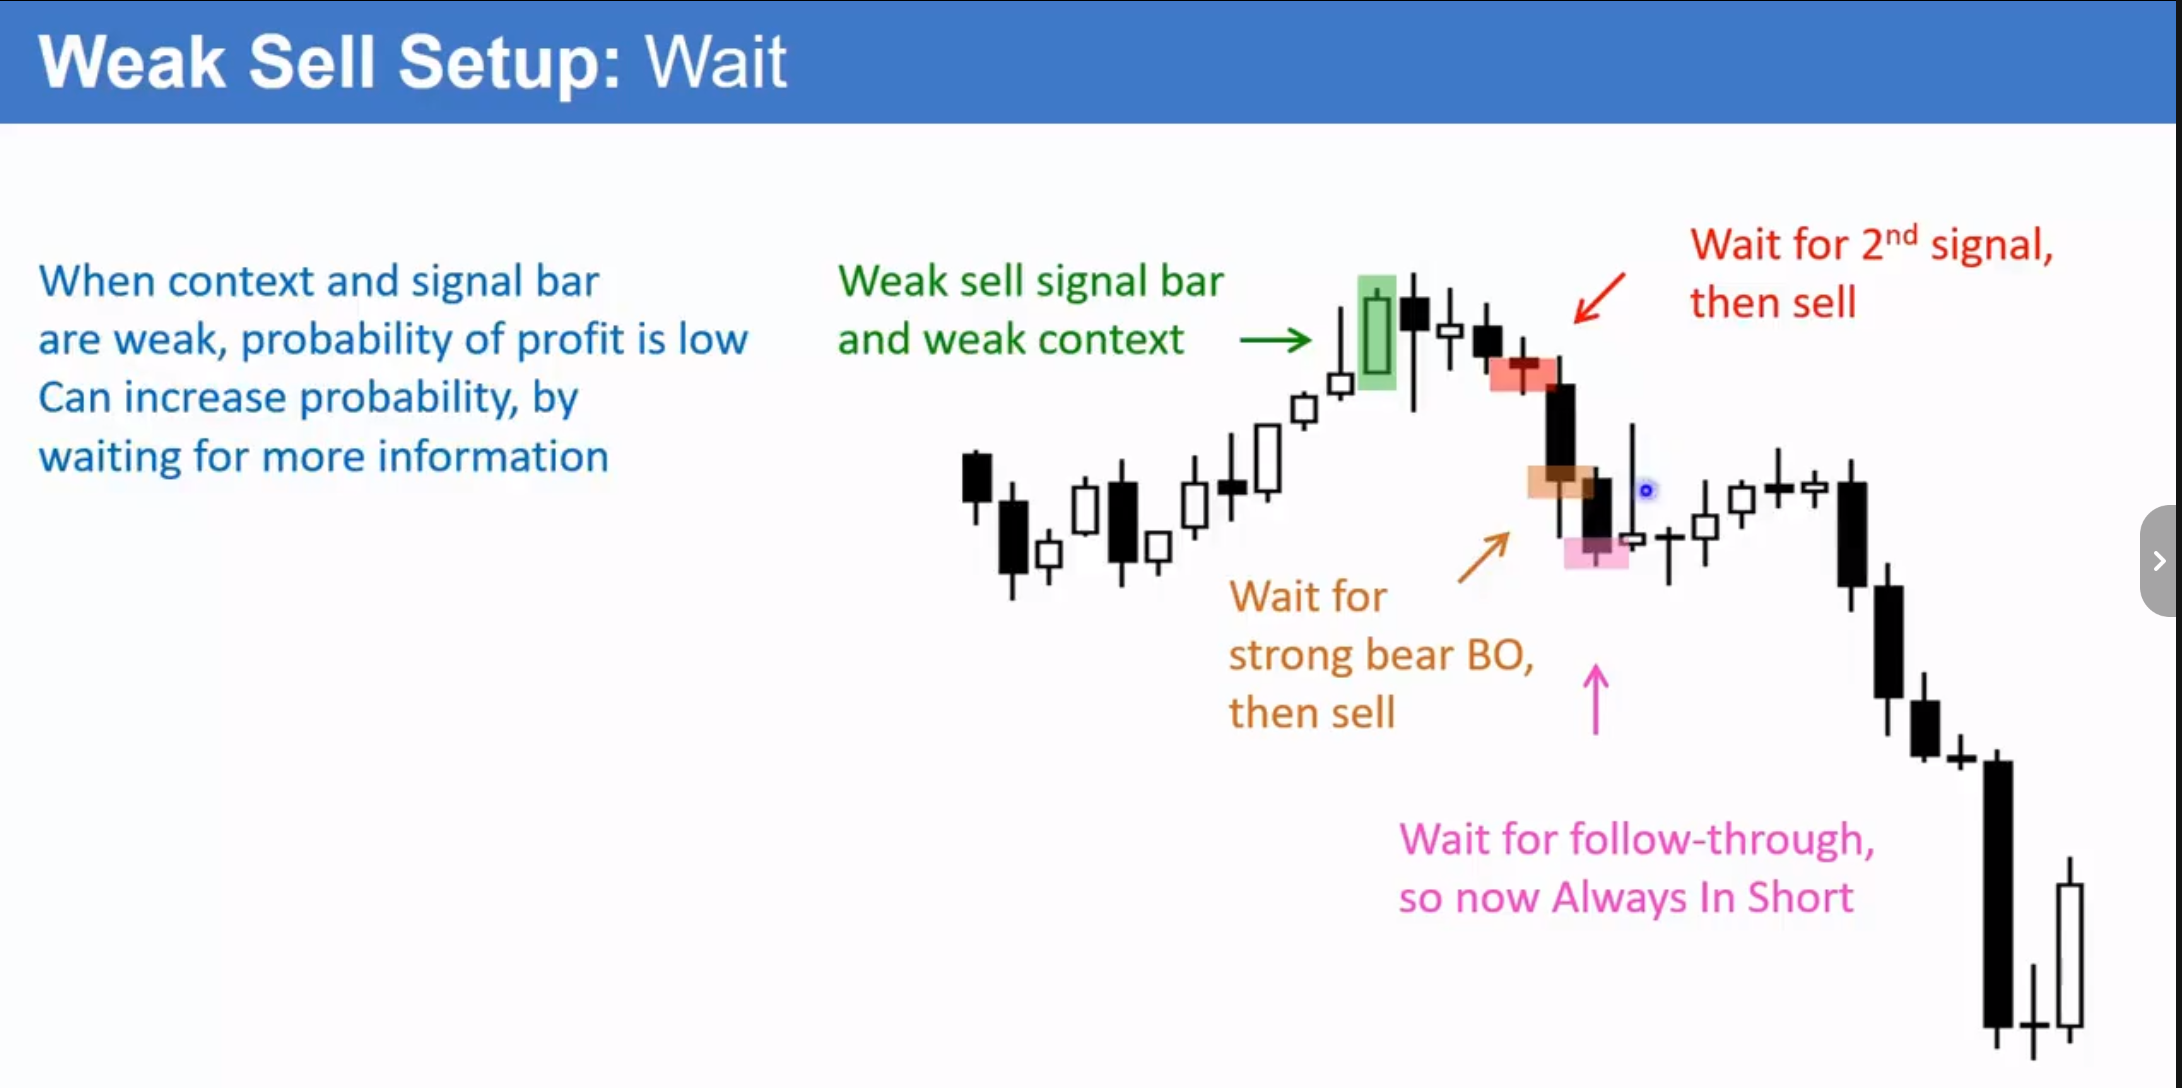 Weak Sell Setup: Wait
When context and signal bar
are weak, probability of profit is low
Can increase probability, by
waiting for more information
Weak sell signal bar
and weak context
Wait for 2nd signal,
then sell
Wait for
strong bear BO,
then sell
Wait for follow-through,
so now Always In Short